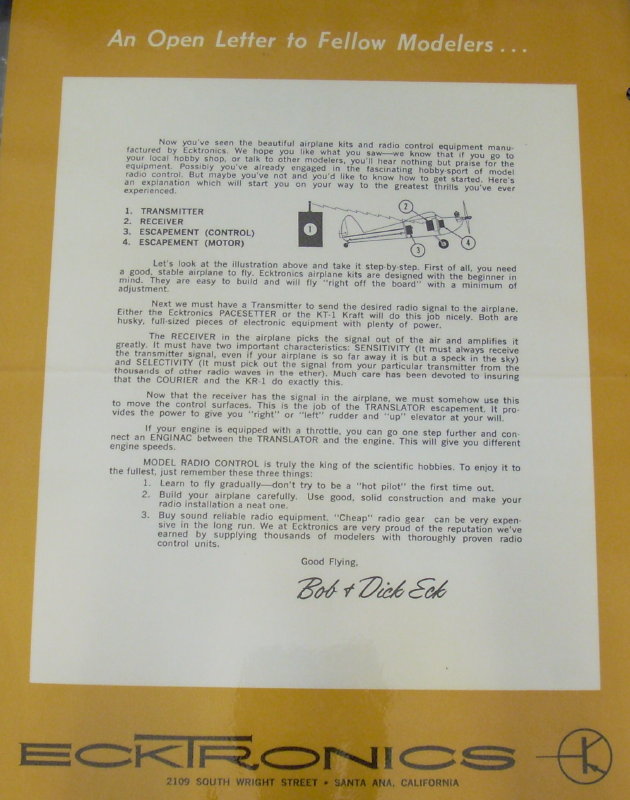 An Open Letter to Fellow Modelers...
Now you've seen the beautiful airplane kits and radio control equipment manu-
factured by Ecktronics. We hope you like what you saw—we know that if you go to
your local hobby shop, or talk to other modelers, you'll hear nothing but praise for the
equipment. Possibly you've already engaged in the fascinating hobby-sport of model
radio control. But maybe you've not and you'd like to know how to get started. Here's
an explanation which will start you on your way to the greatest thrills you've ever
experienced.
1. TRANSMITTER
2. RECEIVER
3. ESCAPEMENT (CONTROL)
4. ESCAPEMENT (MOTOR)
1
2
3
4
Let's look at the illustration above and take it step-by-step. First of all, you need
a good, stable airplane to fly. Ecktronics airplane kits are designed with the beginner in
mind. They are easy to build and will fly "right off the board" with a minimum of
adjustment.
Next we must have a Transmitter to send the desired radio signal to the airplane.
Either the Ecktronics PACESETTER or the KT-1 Kraft will do this job nicely. Both are
husky, full-sized pieces of electronic equipment with plenty of power.
The RECEIVER in the airplane picks the signal out of the air and amplifies it
greatly. It must have two important characteristics: SENSITIVITY (It must always receive
the transmitter signal, even if your airplane is so far away it is but a speck in the sky)
and SELECTIVITY (It must pick out the signal from your particular transmitter from the
thousands of other radio waves in the ether). Much care has been devoted to insuring
that the COURIER and the KR-1 do exactly this.
Now that the receiver has the signal in the airplane, we must somehow use this
to move the control surfaces. This is the job of the TRANSLATOR escapement. It pro-
vides the power to give you "right" or "left" rudder and "up" elevator at your will.
If your engine is equipped with a throttle, you can go one step further and con-
nect an ENGINAC between the TRANSLATOR and the engine. This will give you different
engine speeds.
MODEL RADIO CONTROL is truly the king of the scientific hobbies. To enjoy it to
the fullest, just remember these three things:
1. Learn to fly gradually—don't try to be a "hot pilot" the first time out.
2. Build your airplane carefully. Use good, solid construction and make your
radio installation a neat one.
3. Buy sound reliable radio equipment. "Cheap" radio gear can be very expen-
sive in the long run. We at Ecktronics are very proud of the reputation we've
earned by supplying thousands of modelers with thoroughly proven radio
control units.
Good Flying,
Bob & Dick Eck
ECKTRONICS
2109 SOUTH WRIGHT STREET • SANTA ANA, CALIFORNIA